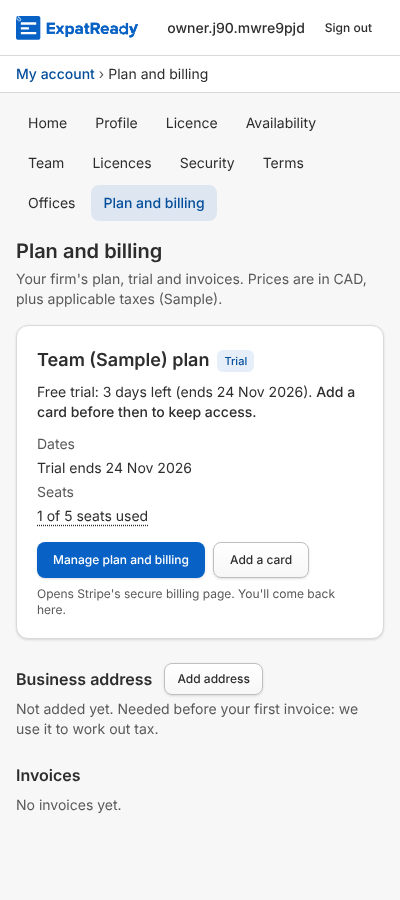 ExpatReady owner.j90.mwre9pjd Sign out
My account › Plan and billing
Home Profile Licence Availability
Team Licences Security Terms
Offices Plan and billing
Plan and billing
Your firm's plan, trial and invoices. Prices are in CAD,
plus applicable taxes (Sample).
Team (Sample) plan Trial
Free trial: 3 days left (ends 24 Nov 2026). Add a
card before then to keep access.
Dates
Trial ends 24 Nov 2026
Seats
1 of 5 seats used
Manage plan and billing Add a card
Opens Stripe's secure billing page. You'll come back
here.
Business address Add address
Not added yet. Needed before your first invoice: we
use it to work out tax.
Invoices
No invoices yet.